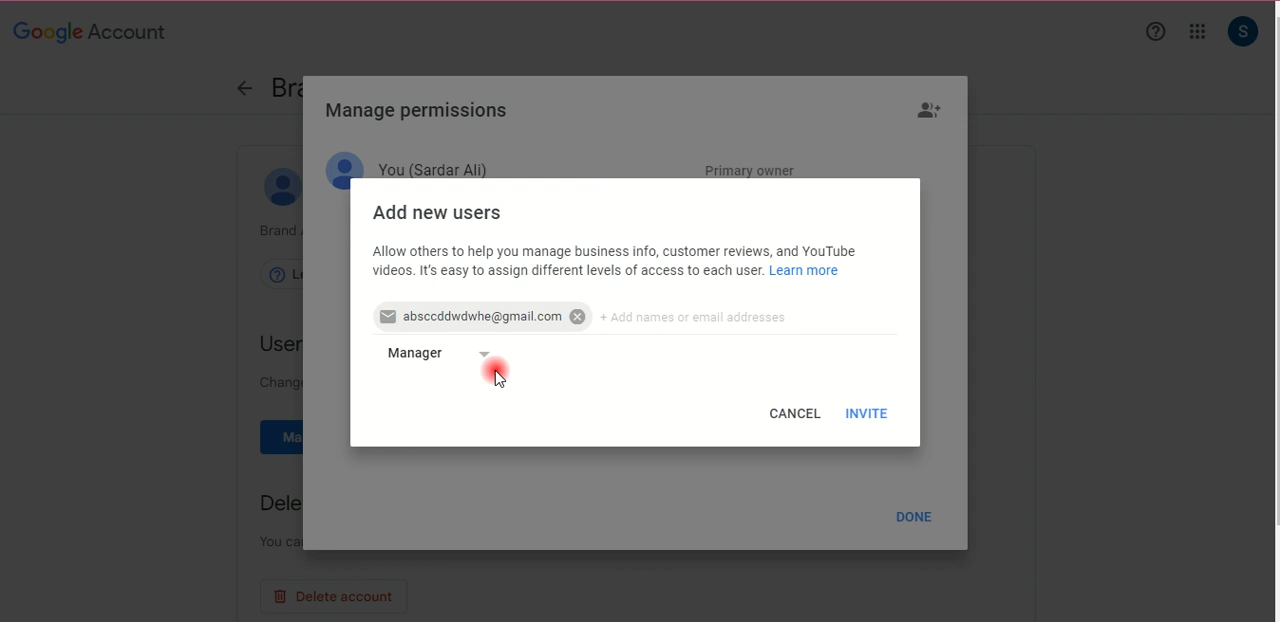 Google Account
S
Bra
Manage permissions
You (Sardar Ali)
Primary owner
Add new users
Brand A
Allow others to help you manage business info, customer reviews, and YouTube
videos. It's easy to assign different levels of access to each user. Learn more
Le
absccddwdwhe@gmail.com + Add names or email addresses
User
Manager
Change
CANCEL INVITE
Ma
Dele
DONE
You ca
Delete account